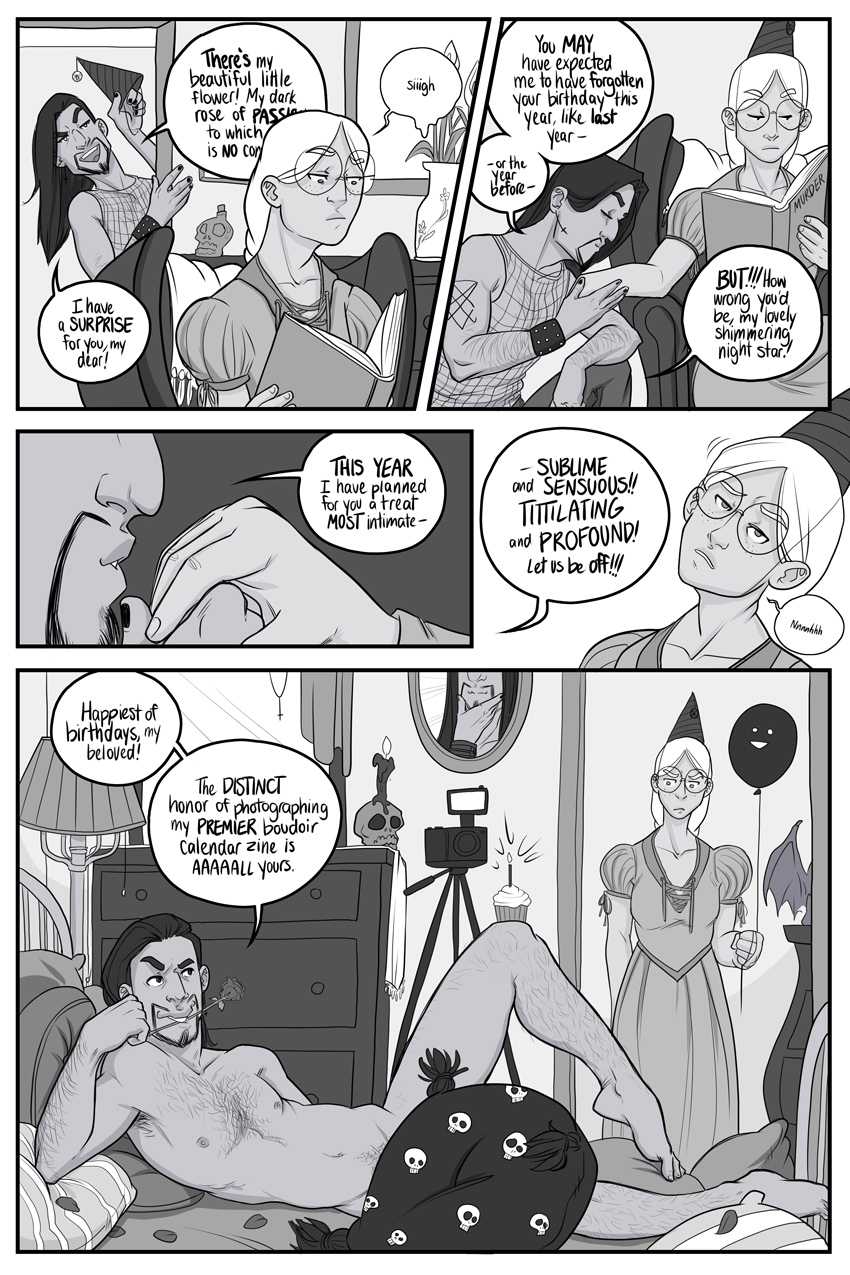 There's my
beautiful little
flower! My dark
rose of PASSI
to which
is NO con
Siiigh
I have
a SURPRISE
for you, my
dear!
You MAY
have expected
me to have forgotten
your birthday this
year, like last
year –
– or the
year
before –
MURDER
BUT!!! How
wrong you'd
be, my lovely
shimmering
night star!
THIS YEAR
I have planned
for you a treat
MOST intimate –
– SUBLIME
and SENSUOUS!!
TITILATING
and PROFOUND!
Let us be off!!!
Nnnnhhh
Happiest of
birthdays, my
beloved!
The DISTINCT
honor of photographing
my PREMIER boudoir
calendar zine is
AAAAALL yours.